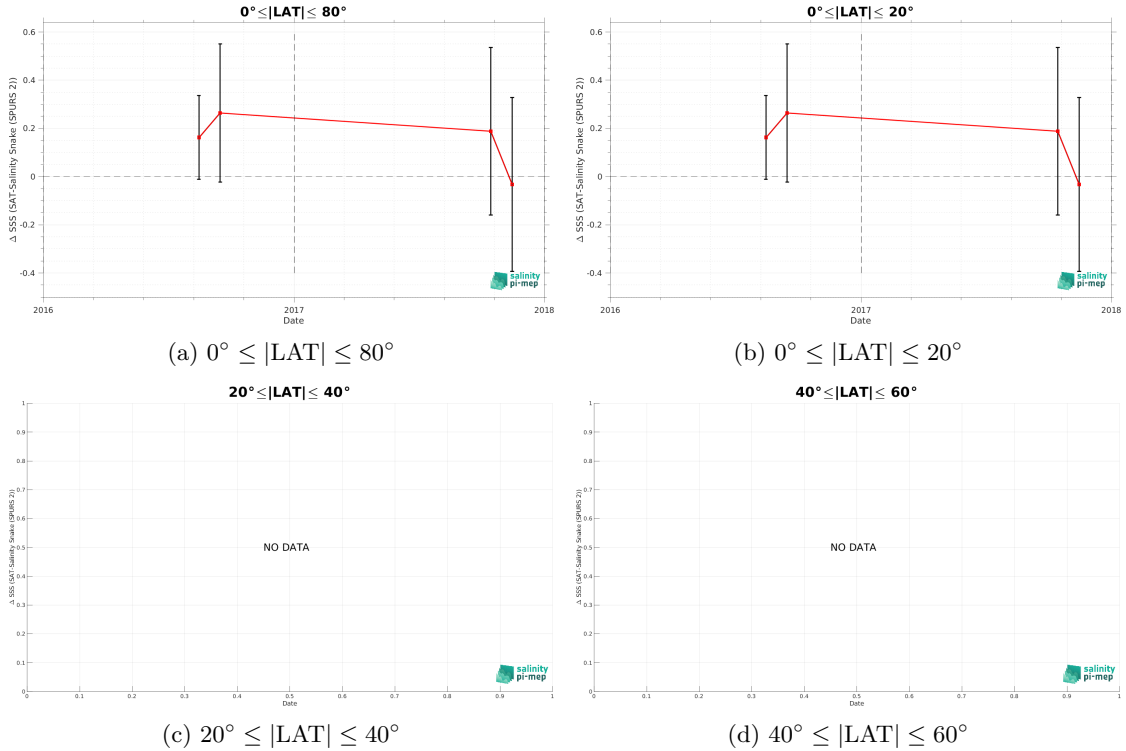 0°≤|LAT|≤ 80°
0.6
0.4
0.2
0
-0.2
-0.4
Δ SSS (SAT-Salinity Snake (SPURS 2))
2016
2017
2018
Date
salinity
pi-mep
(a) 0° ≤ |LAT| ≤ 80°
0°≤|LAT|≤ 20°
0.6
0.4
0.2
0
-0.2
-0.4
Δ SSS (SAT-Salinity Snake (SPURS 2))
2016
2017
2018
Date
salinity
pi-mep
(b) 0° ≤ |LAT| ≤ 20°
20°≤|LAT|≤ 40°
1
0.9
0.8
0.7
0.6
0.5
0.4
0.3
0.2
0.1
0
Δ SSS (SAT-Salinity Snake (SPURS 2))
NO DATA
0 0.1 0.2 0.3 0.4 0.5 0.6 0.7 0.8 0.9 1
Date
salinity
pi-mep
(c) 20° ≤ |LAT| ≤ 40°
40°≤|LAT|≤ 60°
1
0.9
0.8
0.7
0.6
0.5
0.4
0.3
0.2
0.1
0
Δ SSS (SAT-Salinity Snake (SPURS 2))
NO DATA
0 0.1 0.2 0.3 0.4 0.5 0.6 0.7 0.8 0.9 1
Date
salinity
pi-mep
(d) 40° ≤ |LAT| ≤ 60°